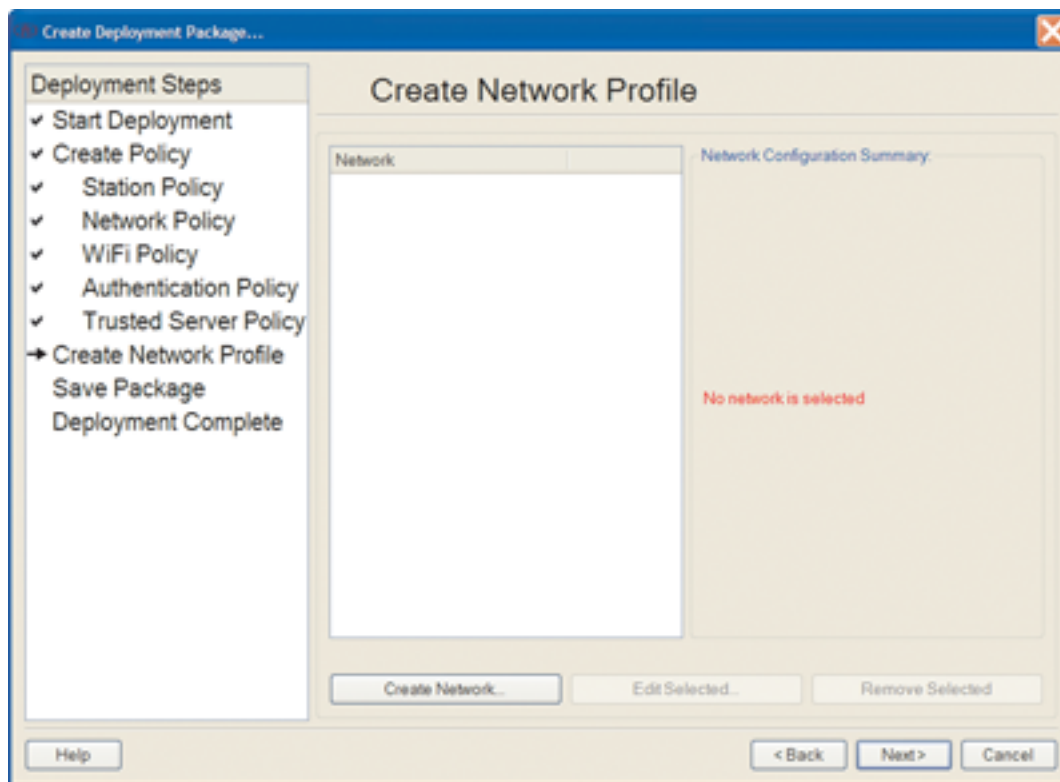 Create Deployment Package...
Deployment Steps
Start Deployment
Create Policy
Station Policy
Network Policy
WiFi Policy
Authentication Policy
Trusted Server Policy
Create Network Profile
Save Package
Deployment Complete
Create Network Profile
Network
Network Configuration Summary:
No network is selected
Create Network...
Edit Selected...
Remove Selected
Help
< Back
Next >
Cancel